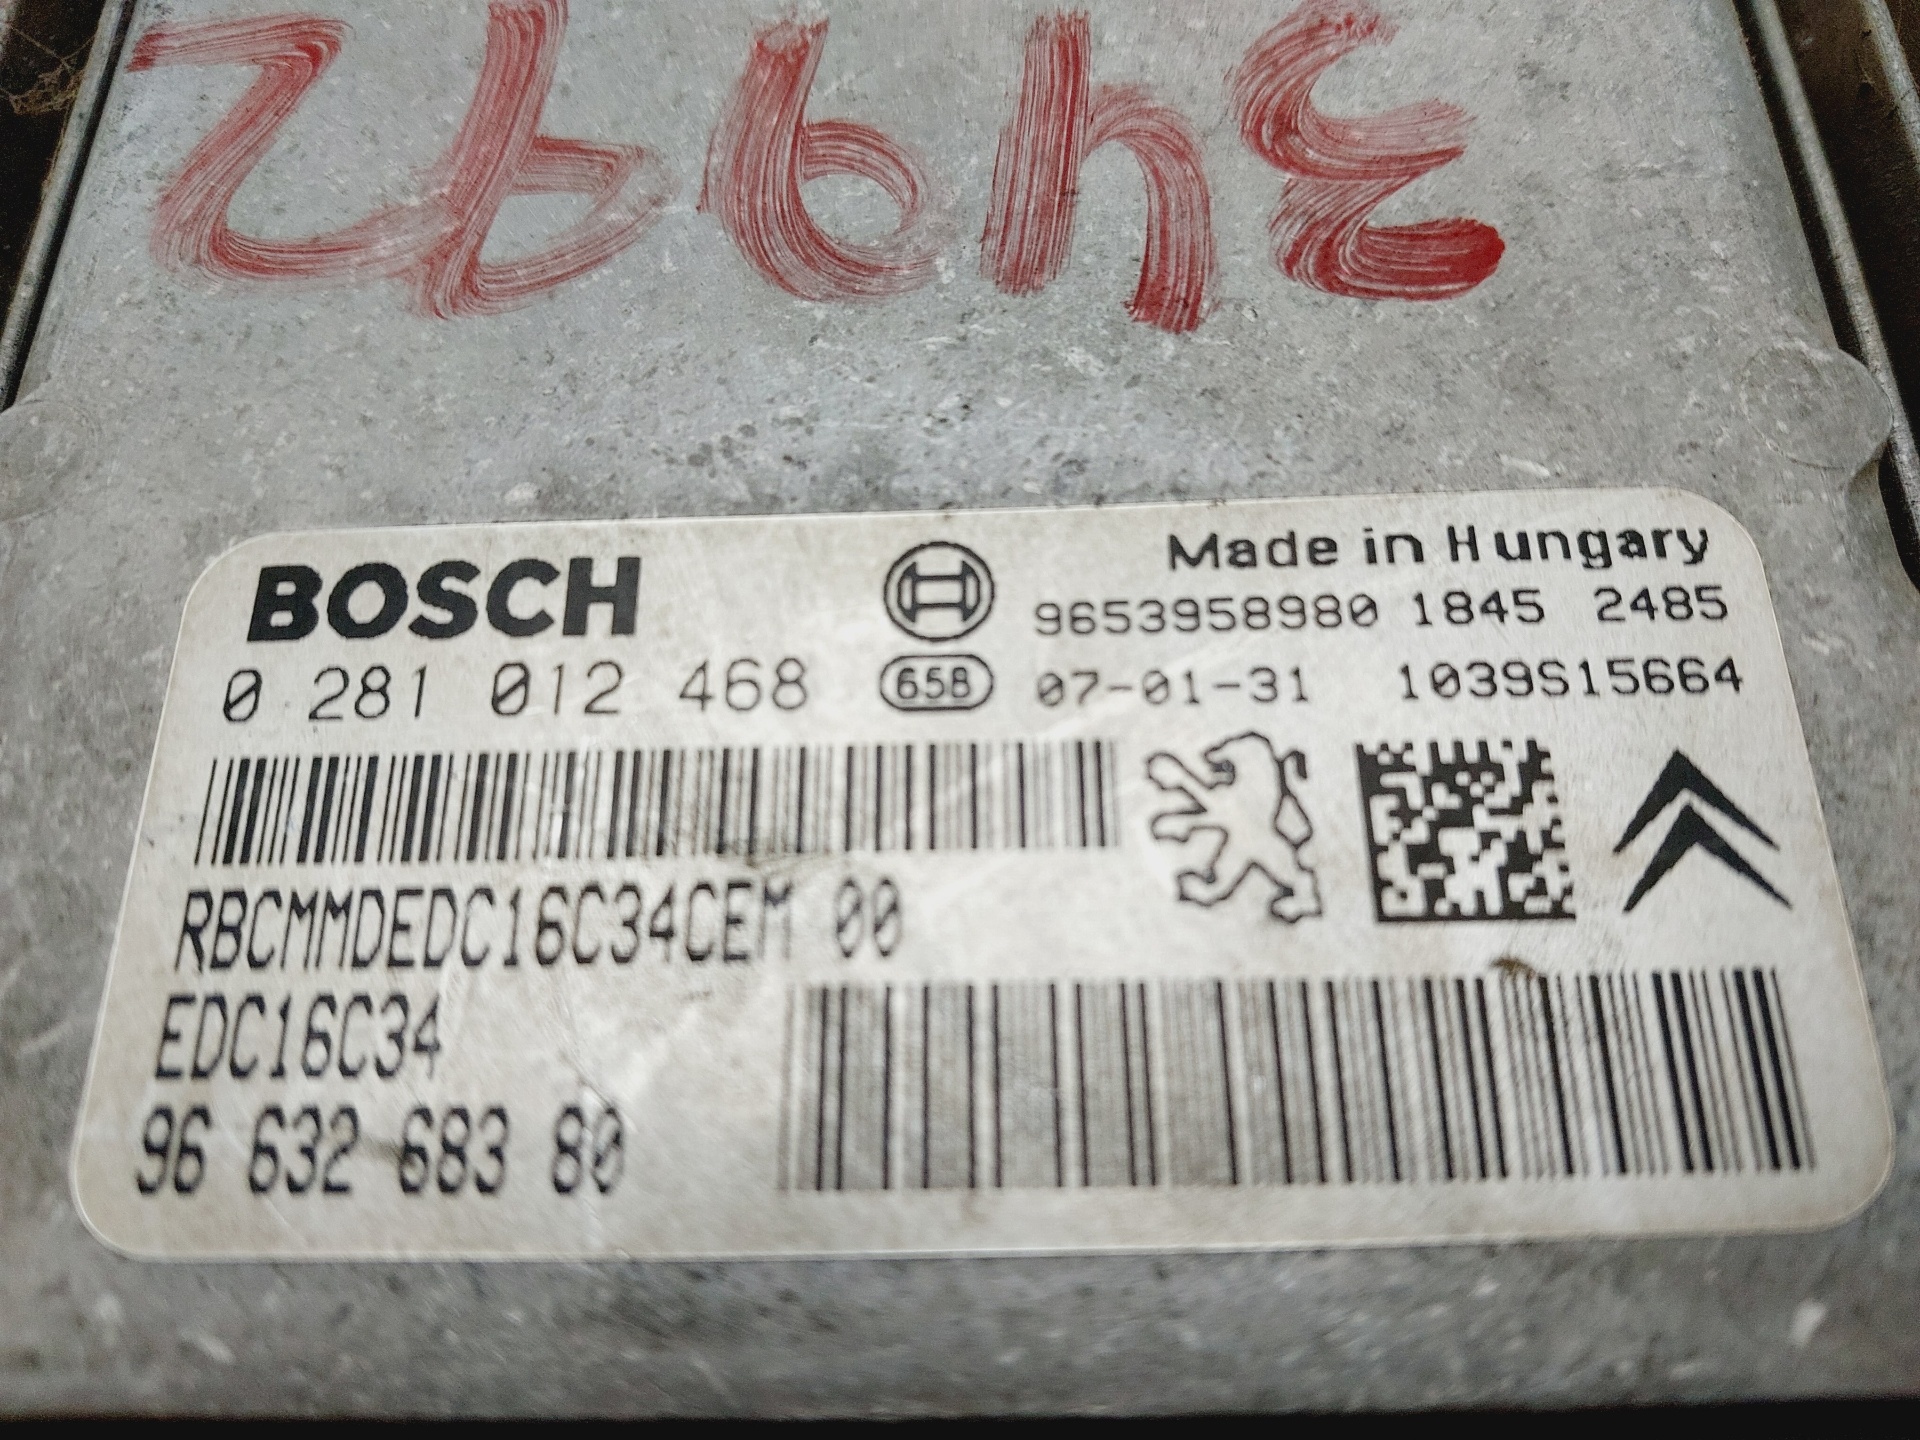 34992
BOSCH
Made in Hungary
9653958980 1845 2485
0 281 012 468 658 07-01-31 1039S15664
RBCMMDEDC16C34CEM 00
EDC16C34
96 632 683 80